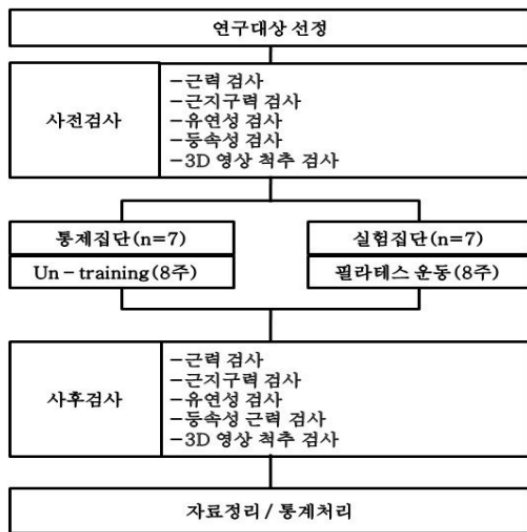 연구대상 선정
사전검사
-근력 검사
-근지구력 검사
-유연성 검사
-등속성 검사
-3D 영상 척추 검사
통제집단(n=7)
실험집단(n=7)
Un-training(8주)
필라테스 운동(8주)
사후검사
-근력 검사
-근지구력 검사
-유연성 검사
-등속성 근력 검사
-3D 영상 척추 검사
자료정리 / 통계처리